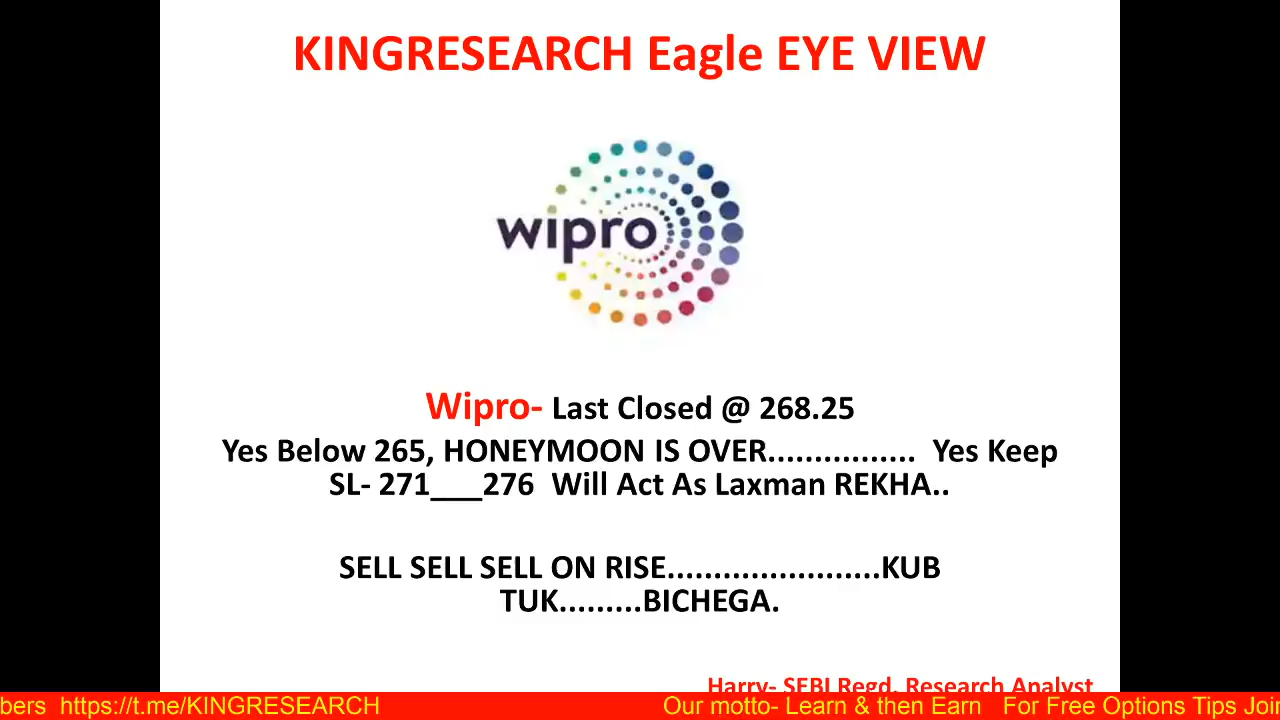 KINGRESEARCH Eagle EYE VIEW
wipro
Wipro- Last Closed @ 268.25
Yes Below 265, HONEYMOON IS OVER................ Yes Keep
SL- 271___276 Will Act As Laxman REKHA..
SELL SELL SELL ON RISE.......................KUB
TUK.........BICHEGA.
Harry- SEBI Regd. Research Analyst
bers https://t.me/KINGRESEARCH Our motto- Learn & then Earn For Free Options Tips Joi